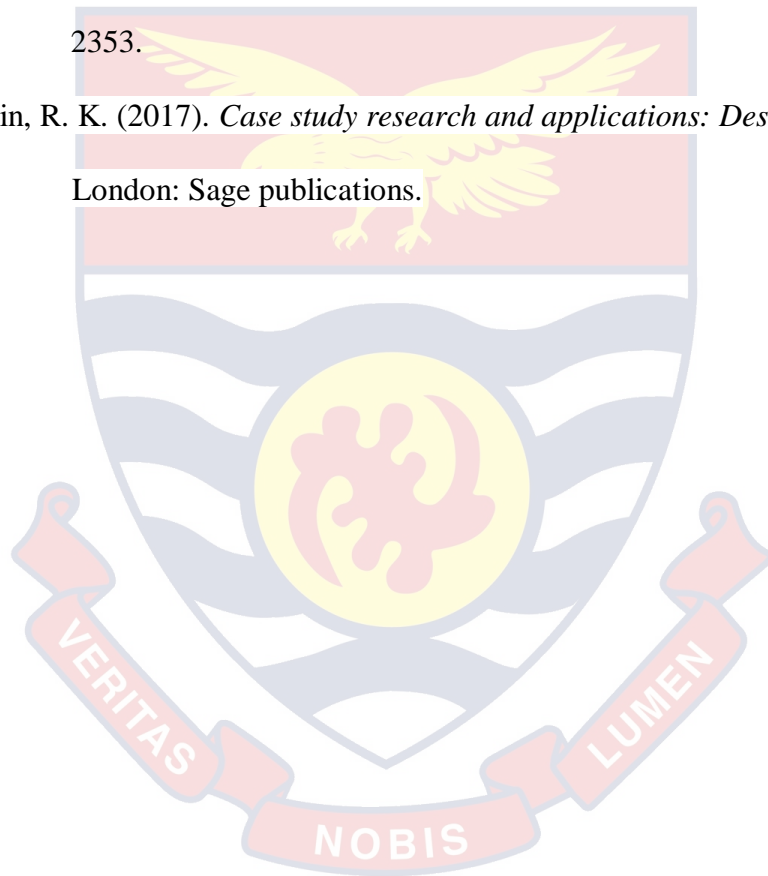 2353.
in, R. K. (2017). Case study research and applications: Des
London: Sage publications.
VERITAS
NOBIS
LUMEN